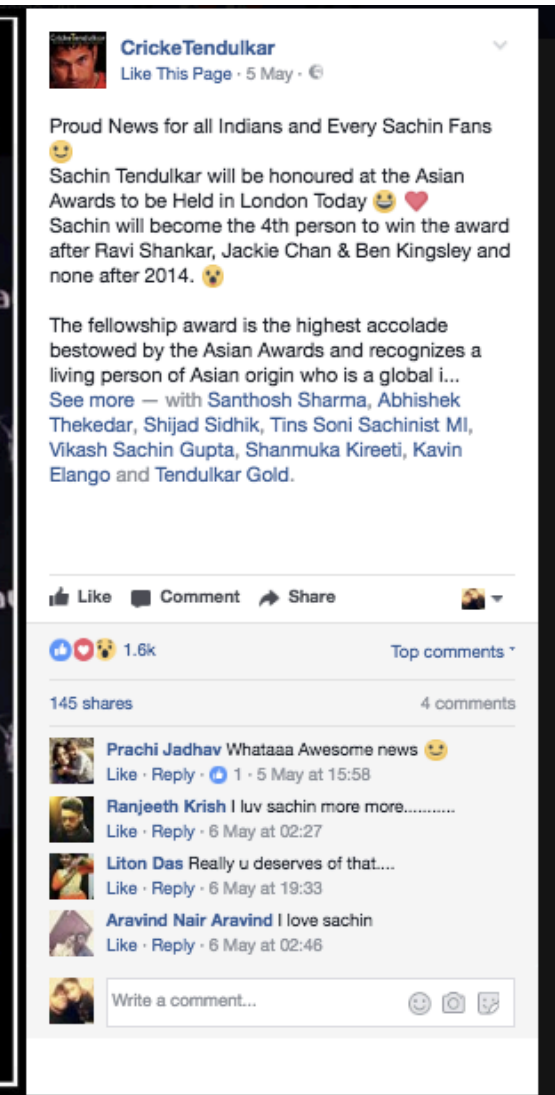 CrickeTendulkar
Like This Page · 5 May ·
Proud News for all Indians and Every Sachin Fans
Sachin Tendulkar will be honoured at the Asian
Awards to be Held in London Today
Sachin will become the 4th person to win the award
after Ravi Shankar, Jackie Chan & Ben Kingsley and
none after 2014.
The fellowship award is the highest accolade
bestowed by the Asian Awards and recognizes a
living person of Asian origin who is a global i...
See more — with Santhosh Sharma, Abhishek
Thekedar, Shijad Sidhik, Tins Soni Sachinist MI,
Vikash Sachin Gupta, Shanmuka Kireeti, Kavin
Elango and Tendulkar Gold.
Like Comment Share
1.6k Top comments
145 shares 4 comments
Prachi Jadhav Whataaa Awesome news
Like · Reply · 1 · 5 May at 15:58
Ranjeeth Krish I luv sachin more more...........
Like · Reply · 6 May at 02:27
Liton Das Really u deserves of that....
Like · Reply · 6 May at 19:33
Aravind Nair Aravind I love sachin
Like · Reply · 6 May at 02:46
Write a comment...